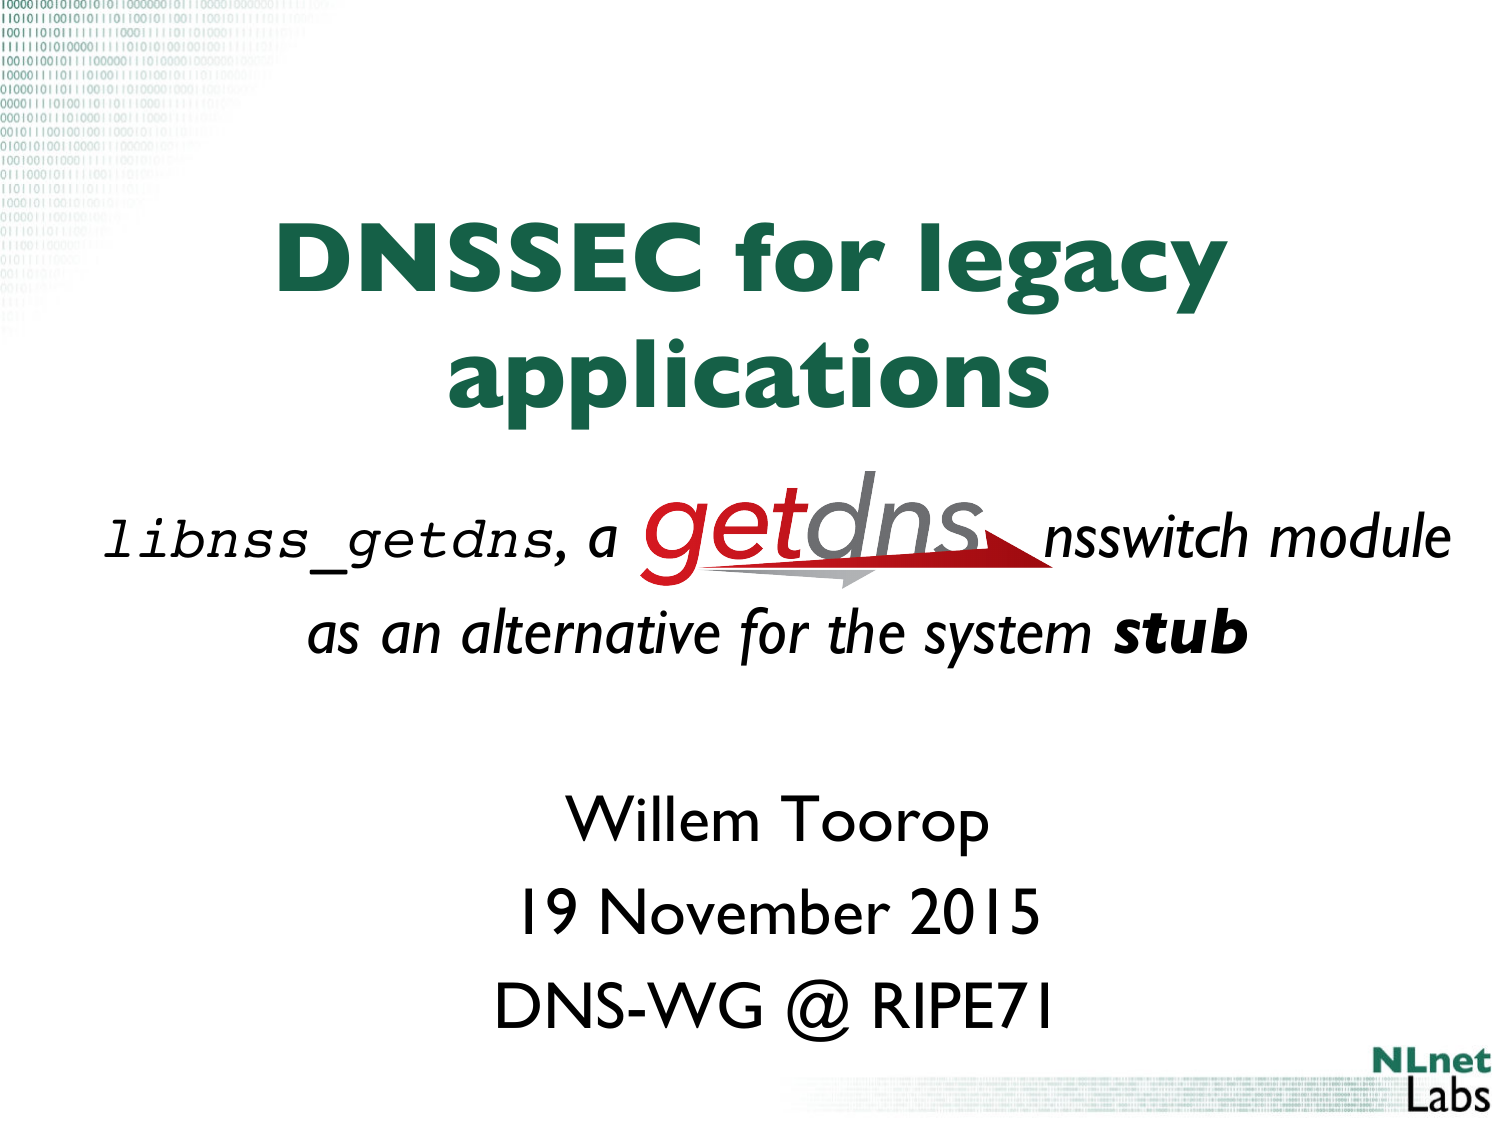 DNSSEC for legacy
applications
libnss_getdns, a getdns nsswitch module
as an alternative for the system stub
Willem Toorop
19 November 2015
DNS-WG @ RIPE71
NLnet
Labs